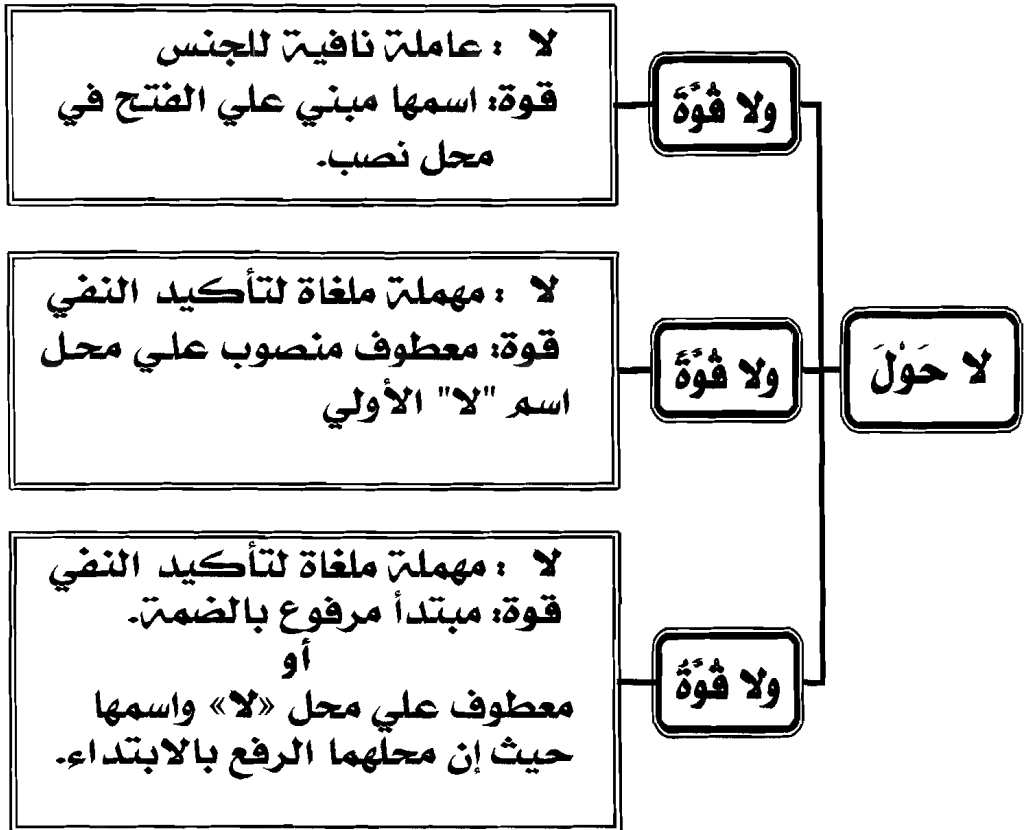 لا حَوْلَ
ولا قُوَّةَ
لا : عاملة نافية للجنس
قوة: اسمها مبني علي الفتح في
محل نصب.
ولا قُوَّةً
لا : مهملة ملغاة لتأكيد النفي
قوة: معطوف منصوب علي محل
اسم "لا" الأولي
ولا قُوَّةٌ
لا : مهملة ملغاة لتأكيد النفي
قوة: مبتدأ مرفوع بالضمة.
أو
معطوف علي محل «لا» واسمها
حيث إن محلهما الرفع بالابتداء.